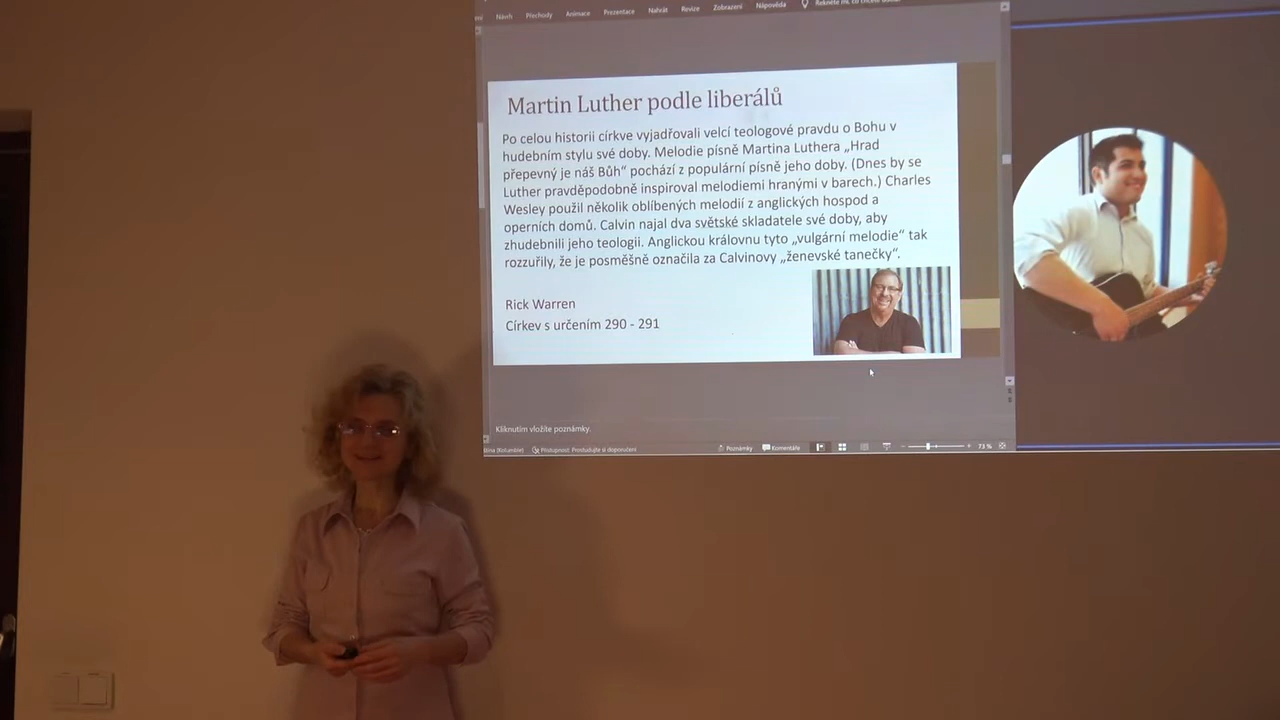 Návrh Přechody Animace Prezentace Nahrát Revize Zobrazení Nápověda
Martin Luther podle liberálů
Po celou historii církve vyjadřovali velcí teologové pravdu o Bohu v
hudebním stylu své doby. Melodie písně Martina Luthera „Hrad
přepevný je náš Bůh“ pochází z populární písně jeho doby. (Dnes by se
Luther pravděpodobně inspiroval melodiemi hranými v barech.) Charles
Wesley použil několik oblíbených melodií z anglických hospod a
operních domů. Calvin najal dva světské skladatele své doby, aby
zhudebnili jeho teologii. Anglickou královnu tyto „vulgární melodie“ tak
rozzuřily, že je posměšně označila za Calvinovy „ženevské tanečky“.
Rick Warren
Církev s určením 290 - 291
Kliknutím vložíte poznámky.
Přístupnost: Prostudujte si doporučení Poznámky Komentáře 73 %